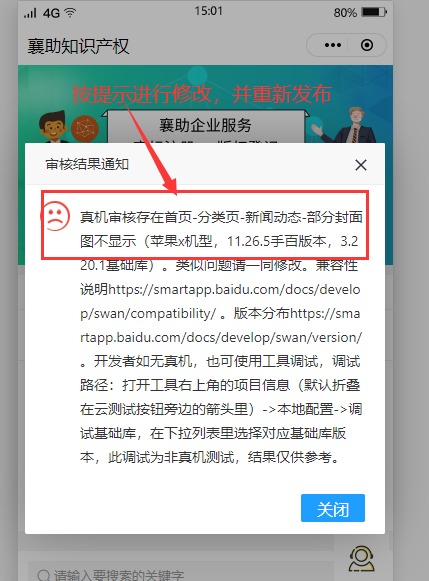 4G
15:01
80%
襄助知识产权
按提示进行修改，并重新发布
襄助企业服务
审核结果通知
真机审核存在首页-分类页-新闻动态-部分封面
图不显示（苹果x机型，11.26.5手百版本，3.2
20.1基础库）。类似问题请一同修改。兼容性
说明https://smartapp.baidu.com/docs/develo
p/swan/compatibility/ 。版本分布https://sma
rtapp.baidu.com/docs/develop/swan/version/
。开发者如无真机，也可使用工具调试，调试
路径：打开工具右上角的项目信息（默认折叠
在云测试按钮旁边的箭头里）->本地配置->调
试基础库，在下拉列表里选择对应基础库版
本，此调试为非真机测试，结果仅供参考。
关闭
请输入要搜索的关键字